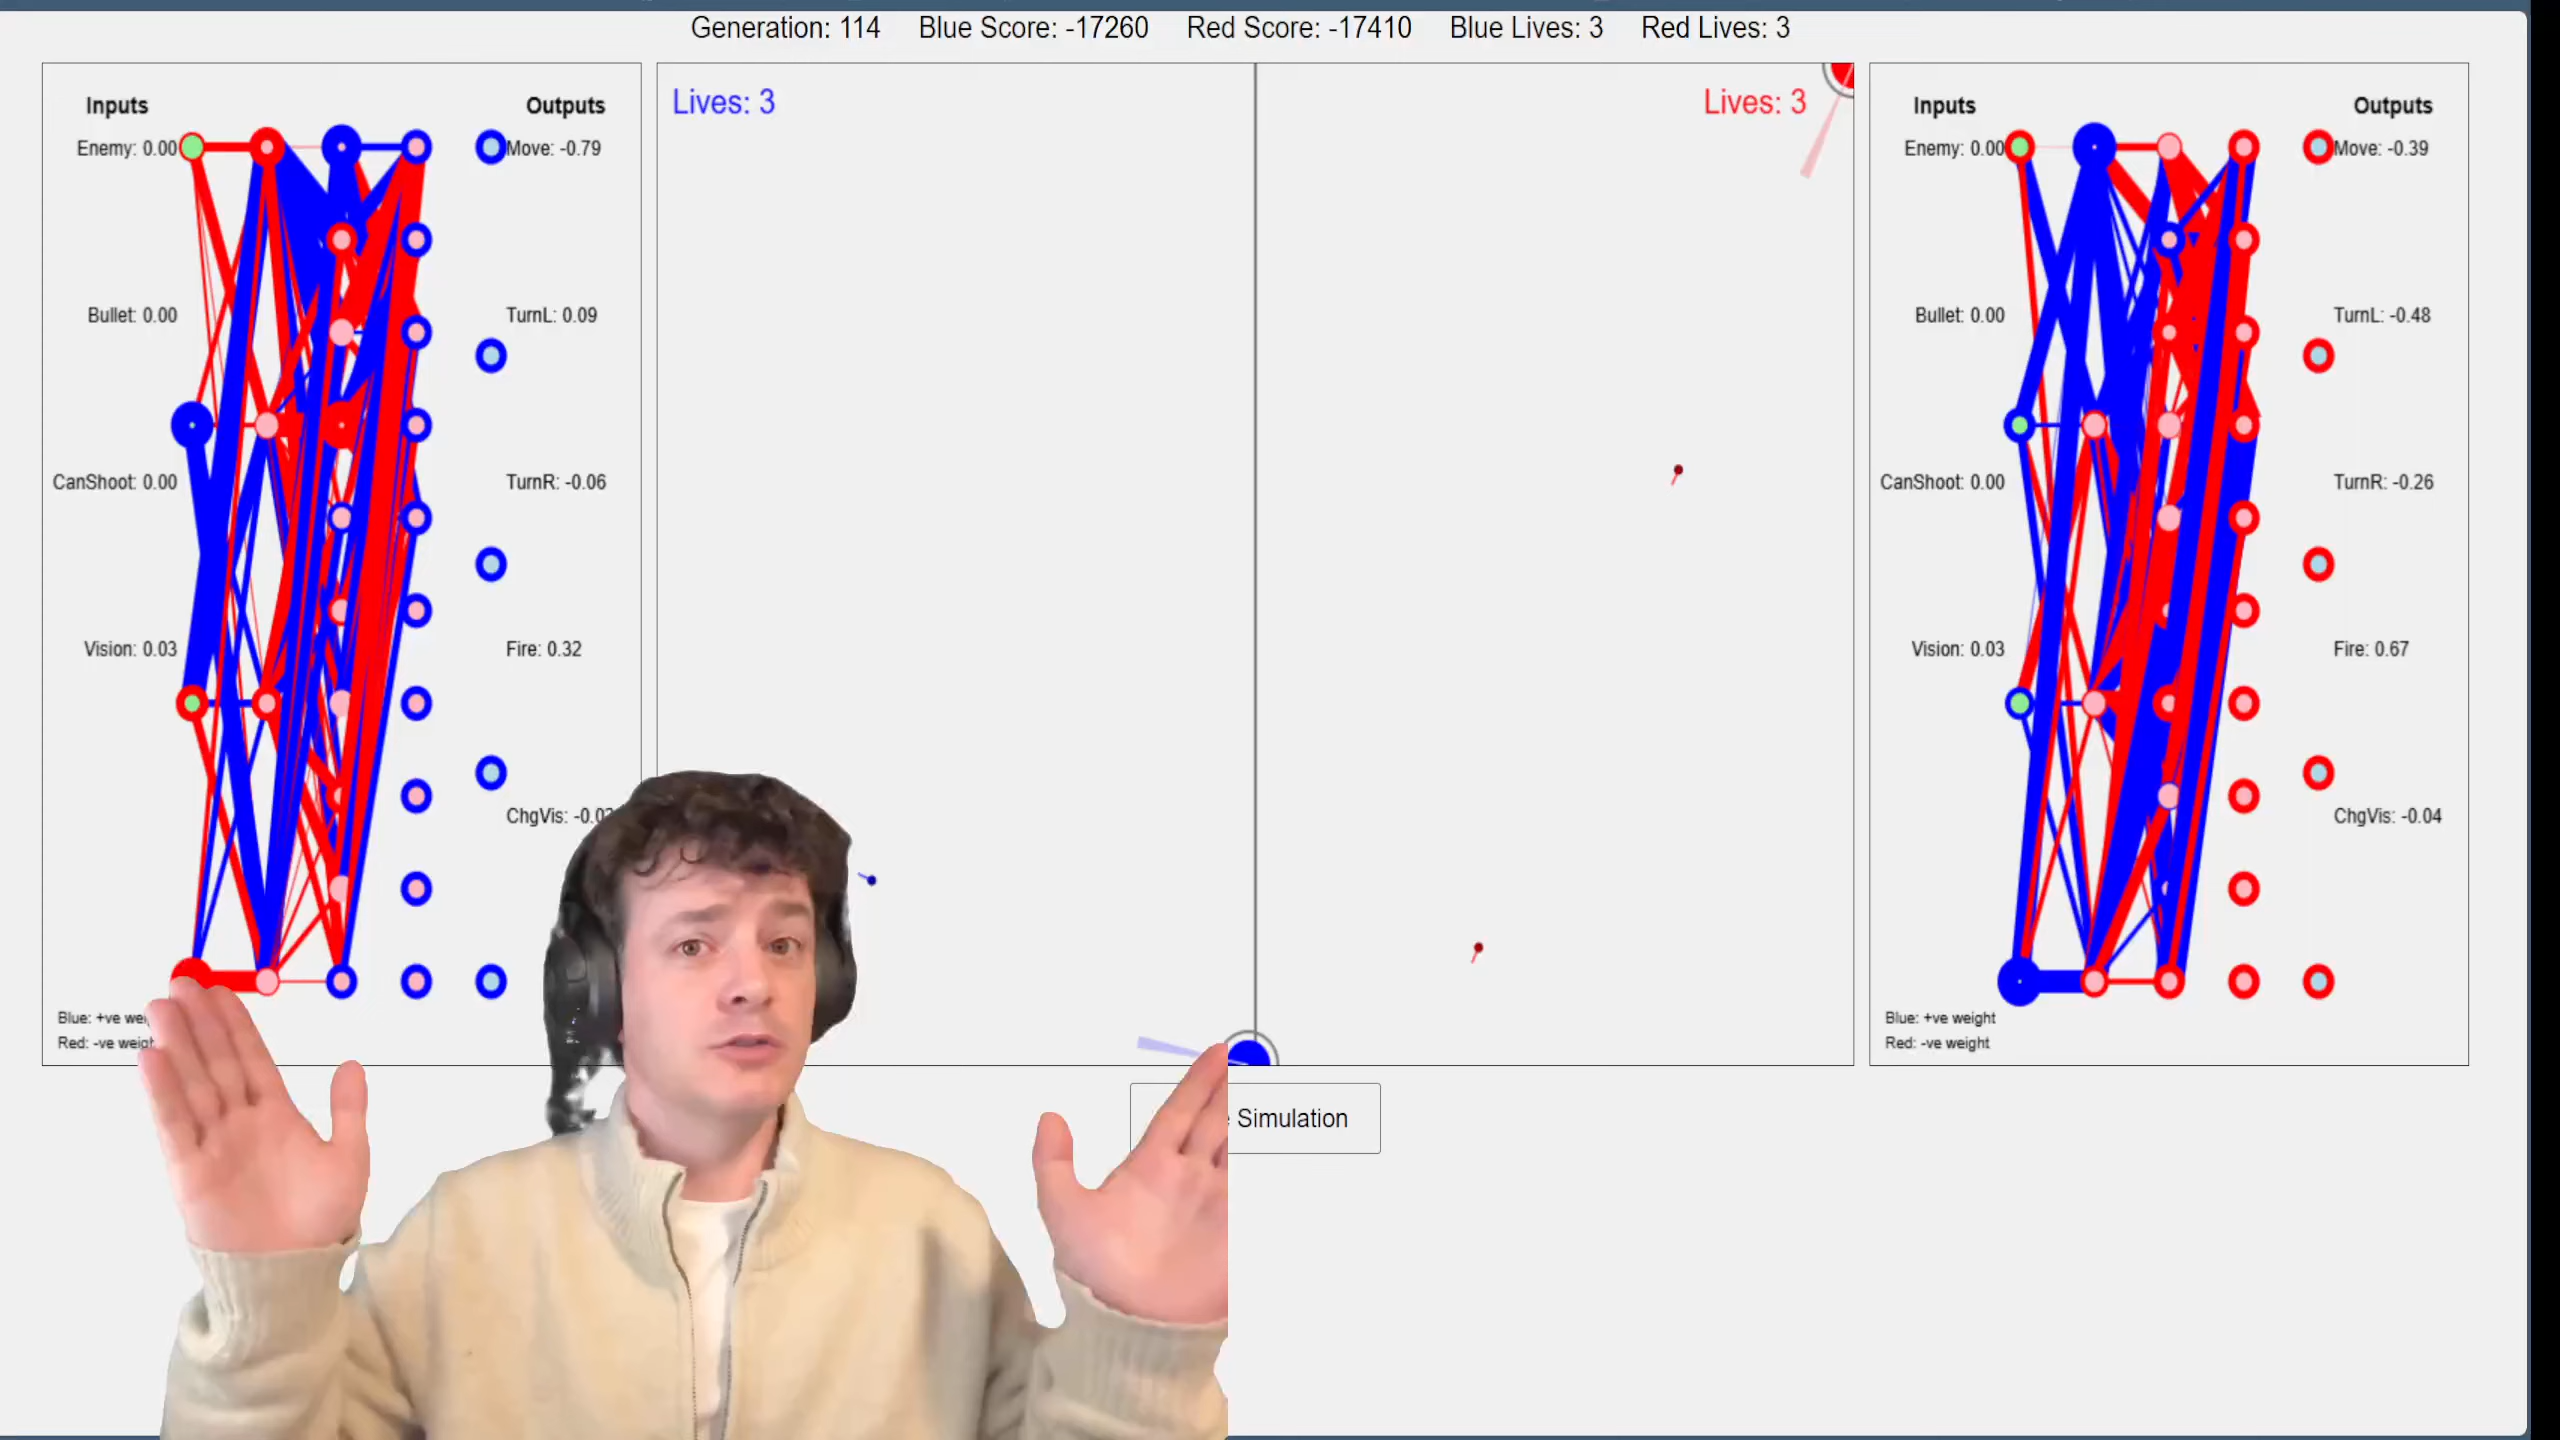 Generation: 114 Blue Score: -17260 Red Score: -17410 Blue Lives: 3 Red Lives: 3
Inputs Outputs
Enemy: 0.00 Move: -0.79
Bullet: 0.00 TurnL: 0.09
CanShoot: 0.00 TurnR: -0.06
Vision: 0.03 Fire: 0.32
ChgVis:
Blue: +ve
Red: -ve
Lives: 3 Lives: 3
Simulation
Inputs Outputs
Enemy: 0.00 Move: -0.39
Bullet: 0.00 TurnL: -0.48
CanShoot: 0.00 TurnR: -0.26
Vision: 0.03 Fire: 0.67
ChgVis: -0.04
Blue: +ve weight
Red: -ve weight